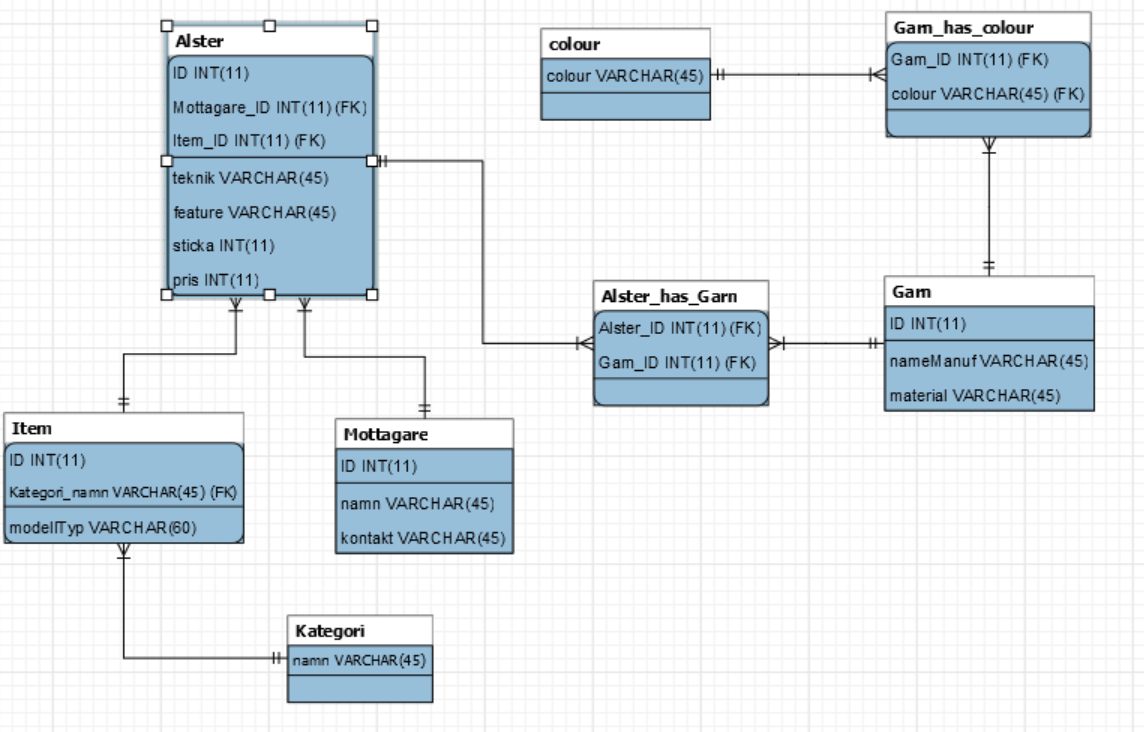 Alster
ID INT(11)
Mottagare_ID INT(11) (FK)
Item_ID INT(11) (FK)
teknik VARCHAR(45)
feature VARCHAR(45)
sticka INT(11)
pris INT(11)
colour
colour VARCHAR(45)
Garn_has_colour
Garn_ID INT(11) (FK)
colour VARCHAR(45) (FK)
Alster_has_Garn
Alster_ID INT(11) (FK)
Garn_ID INT(11) (FK)
Garn
ID INT(11)
nameManuf VARCHAR(45)
material VARCHAR(45)
Item
ID INT(11)
Kategori_namn VARCHAR(45) (FK)
modellTyp VARCHAR(60)
Mottagare
ID INT(11)
namn VARCHAR(45)
kontakt VARCHAR(45)
Kategori
namn VARCHAR(45)